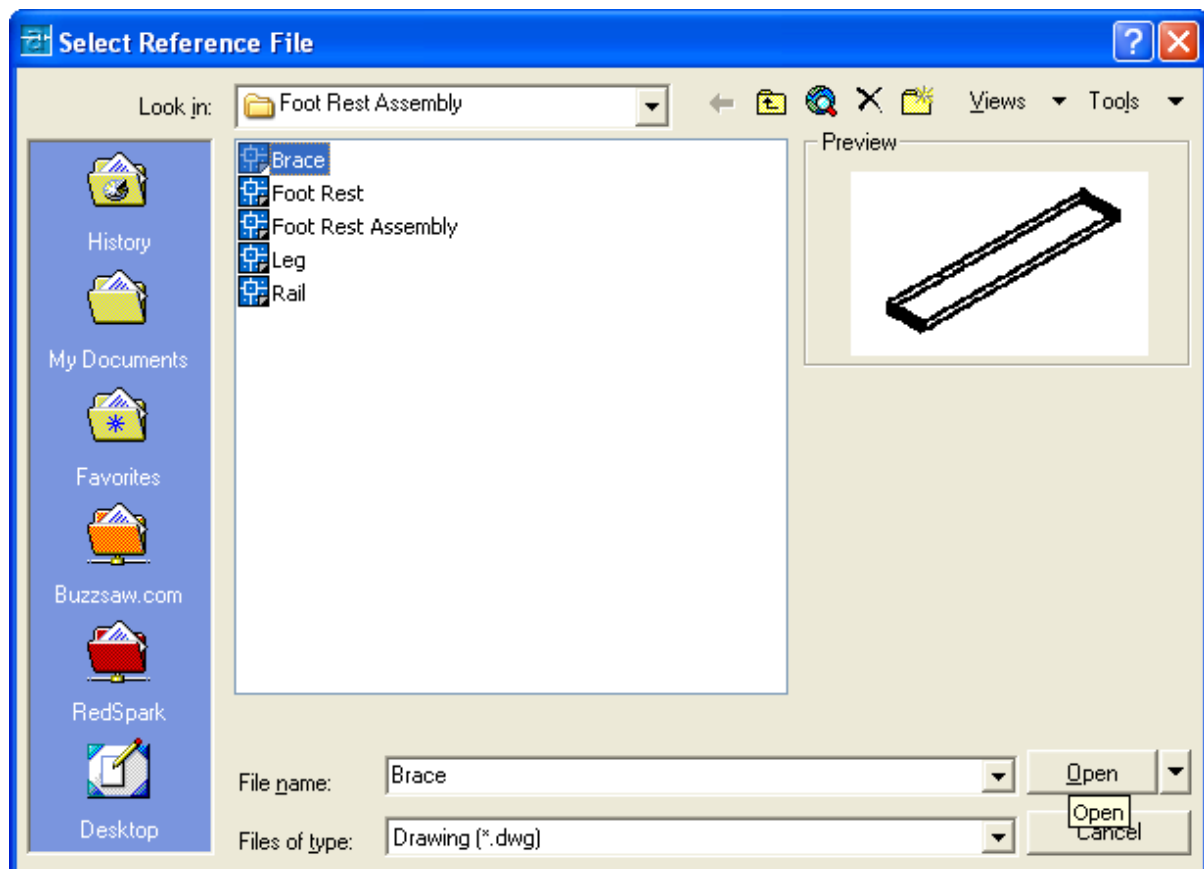 Select Reference File
Look in: Foot Rest Assembly Views Tools
Brace
Foot Rest
Foot Rest Assembly
Leg
Rail
Preview
History
My Documents
Favorites
Buzzsaw.com
RedSpark
Desktop
File name: Brace Open
Open
Files of type: Drawing (*.dwg) Cancel